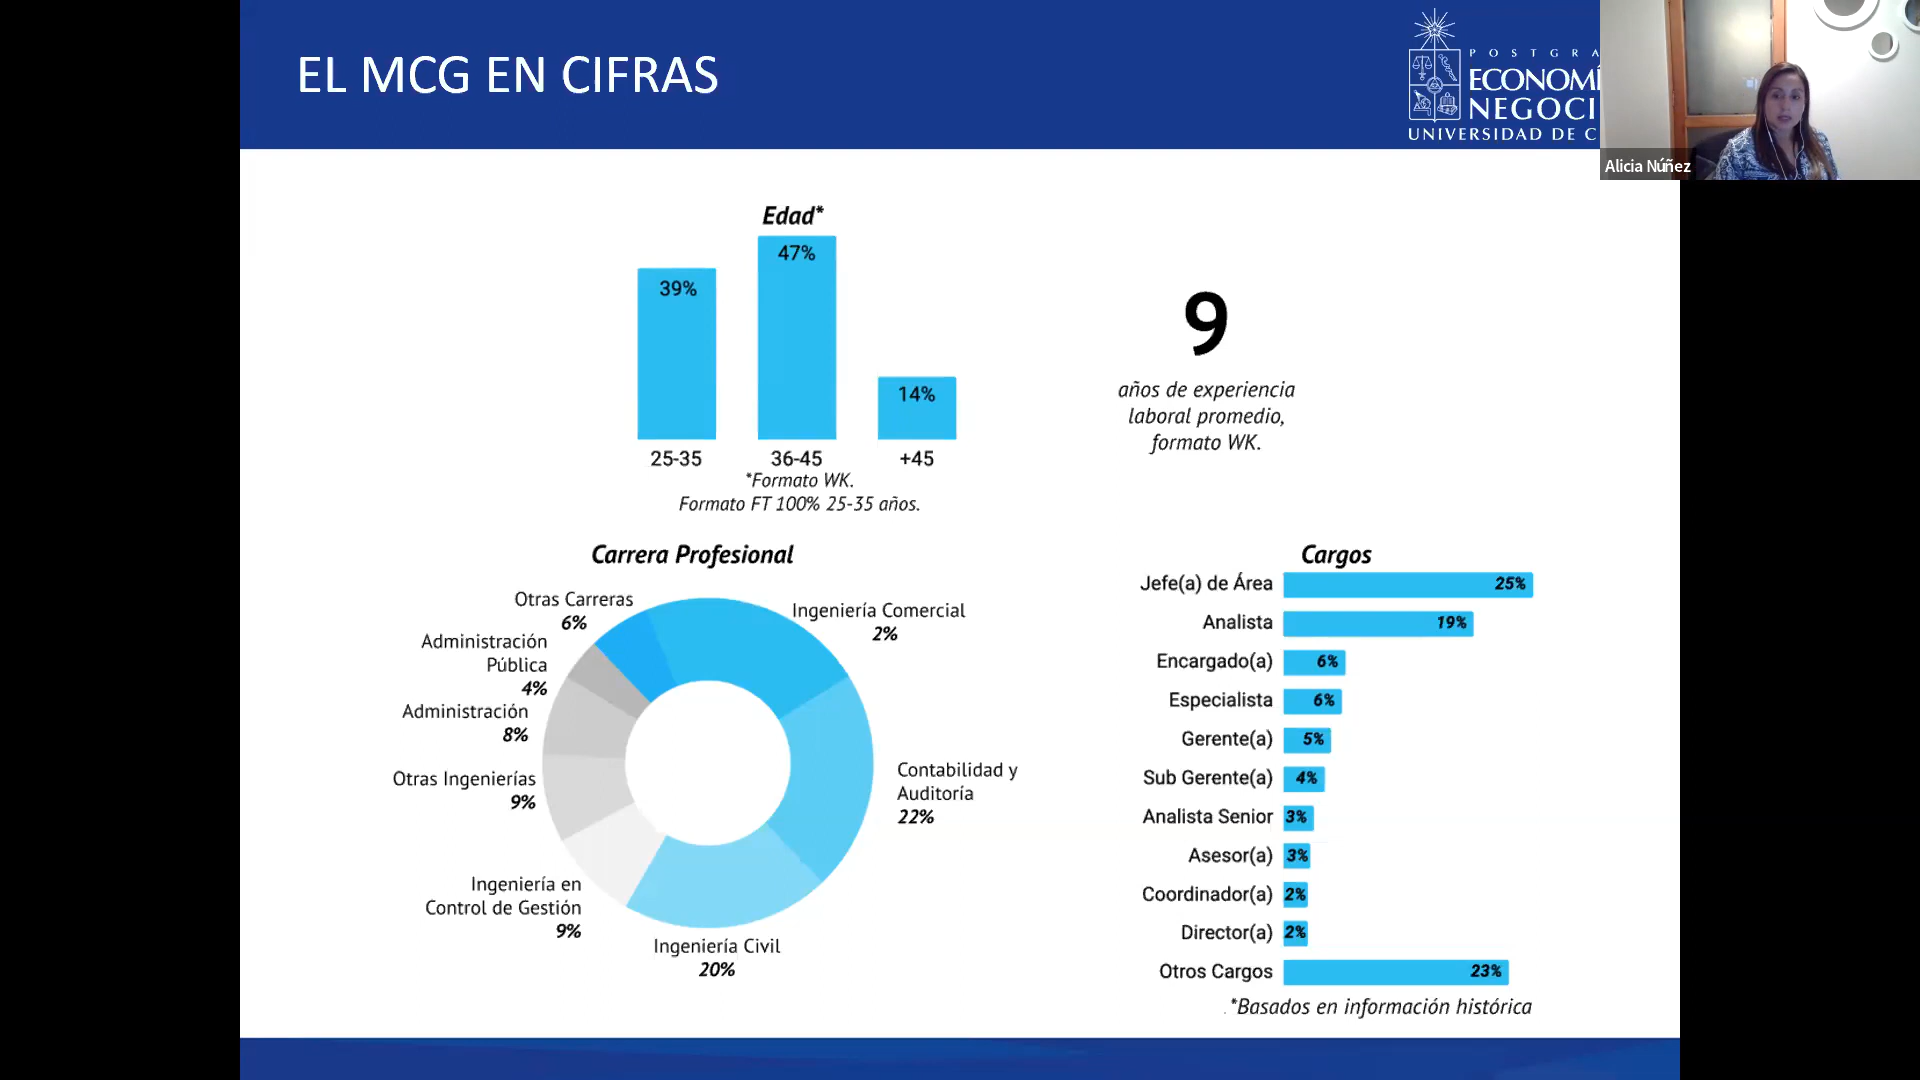 EL MCG EN CIFRAS
POSTGRA
ECONOMÍ
NEGOCI
UNIVERSIDAD DE C
Alicia Núñez
Edad*
39%
47%
14%
25-35
36-45
+45
*Formato WK.
Formato FT 100% 25-35 años.
9
años de experiencia
laboral promedio,
formato WK.
Carrera Profesional
Otras Carreras
6%
Ingeniería Comercial
2%
Administración
Pública
4%
Administración
8%
Otras Ingenierías
9%
Contabilidad y
Auditoría
22%
Ingeniería en
Control de Gestión
9%
Ingeniería Civil
20%
Cargos
Jefe(a) de Área 25%
Analista 19%
Encargado(a) 6%
Especialista 6%
Gerente(a) 5%
Sub Gerente(a) 4%
Analista Senior 3%
Asesor(a) 3%
Coordinador(a) 2%
Director(a) 2%
Otros Cargos 23%
*Basados en información histórica